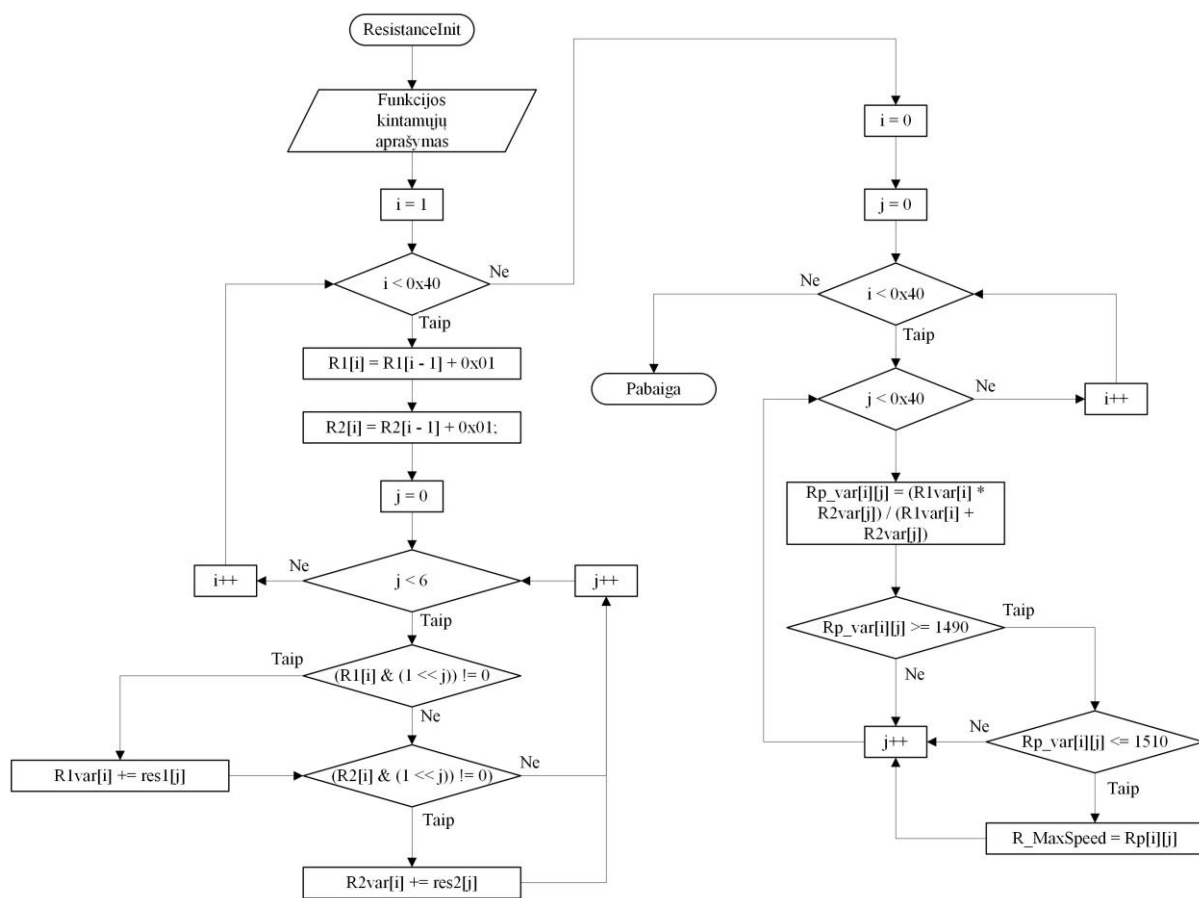 ResistanceInit
Funkcijos
kintamųjų
aprašymas
i = 1
i < 0x40
Ne
Taip
R1[i] = R1[i - 1] + 0x01
R2[i] = R2[i - 1] + 0x01;
j = 0
j < 6
Ne
i++
j++
Taip
(R1[i] & (1 << j)) != 0
Taip
Ne
R1var[i] += res1[j]
(R2[i] & (1 << j)) != 0)
Ne
Taip
R2var[i] += res2[j]
i = 0
j = 0
i < 0x40
Ne
Taip
Pabaiga
j < 0x40
Ne
i++
Rp_var[i][j] = (R1var[i] *
R2var[j]) / (R1var[i] +
R2var[j])
Rp_var[i][j] >= 1490
Taip
Ne
j++
Ne
Rp_var[i][j] <= 1510
Taip
R_MaxSpeed = Rp[i][j]